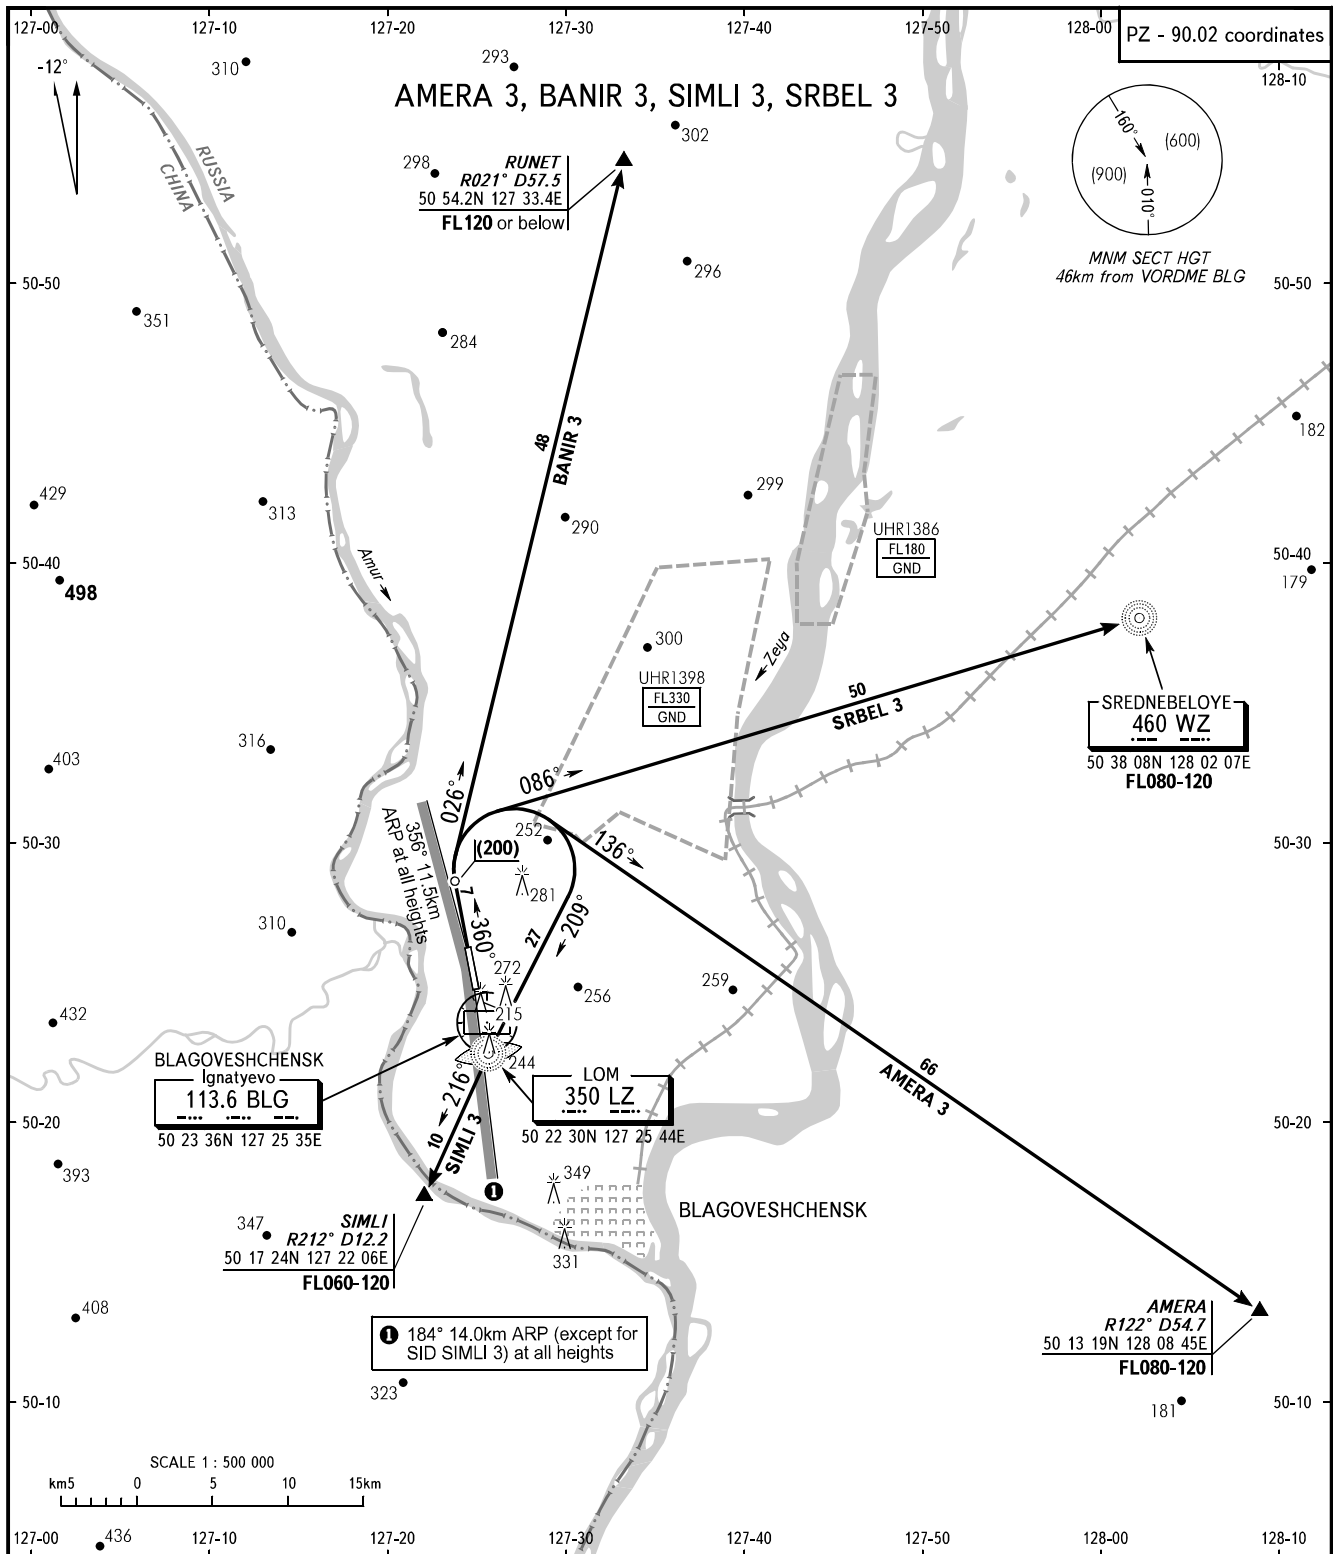 127-00
127-10
127-20
127-30
127-40
127-50
128-00
PZ - 90.02 coordinates
128-10
-12°
310
293
AMERA 3, BANIR 3, SIMLI 3, SRBEL 3
302
298
RUNET
R021° D57.5
50 54.2N 127 33.4E
FL120 or below
RUSSIA
CHINA
160°
(600)
(900)
010°
MNM SECT HGT
46km from VORDME BLG
296
50-50
50-50
351
284
48
BANIR 3
182
429
313
299
290
UHR1386
FL180
GND
Amur
50-40
50-40
179
498
300
Zeya
UHR1398
FL330
GND
50
SRBEL 3
SREDNEBELOYE
460 WZ
50 38 08N 128 02 07E
FL080-120
316
403
026°
086°
356° 11.5km
ARP at all heights
252
136°
50-30
50-30
(200)
281
7
360°
209°
27
310
272
256
259
432
215
244
BLAGOVESHCHENSK
Ignatyevo
113.6 BLG
50 23 36N 127 25 35E
216°
LOM
350 LZ
50 22 30N 127 25 44E
66
AMERA 3
50-20
50-20
10
SIMLI 3
393
349
1
BLAGOVESHCHENSK
347
SIMLI
R212° D12.2
50 17 24N 127 22 06E
FL060-120
331
408
AMERA
R122° D54.7
50 13 19N 128 08 45E
FL080-120
1 184° 14.0km ARP (except for
SID SIMLI 3) at all heights
323
50-10
50-10
181
SCALE 1 : 500 000
km5
0
5
10
15km
436
127-00
127-10
127-20
127-30
127-40
127-50
128-00
128-10